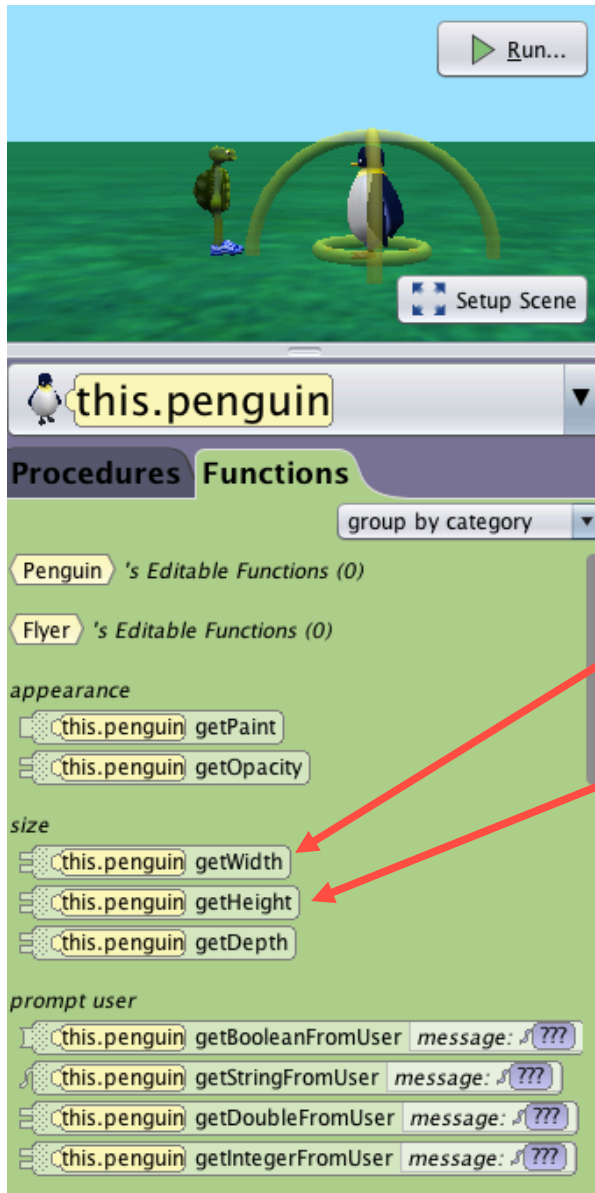 Run...
Setup Scene
this.penguin
Procedures Functions
group by category
Penguin 's Editable Functions (0)
Flyer 's Editable Functions (0)
appearance
this.penguin getPaint
this.penguin getOpacity
size
this.penguin getWidth
this.penguin getHeight
this.penguin getDepth
prompt user
this.penguin getBooleanFromUser message: ???
this.penguin getStringFromUser message: ???
this.penguin getDoubleFromUser message: ???
this.penguin getIntegerFromUser message: ???